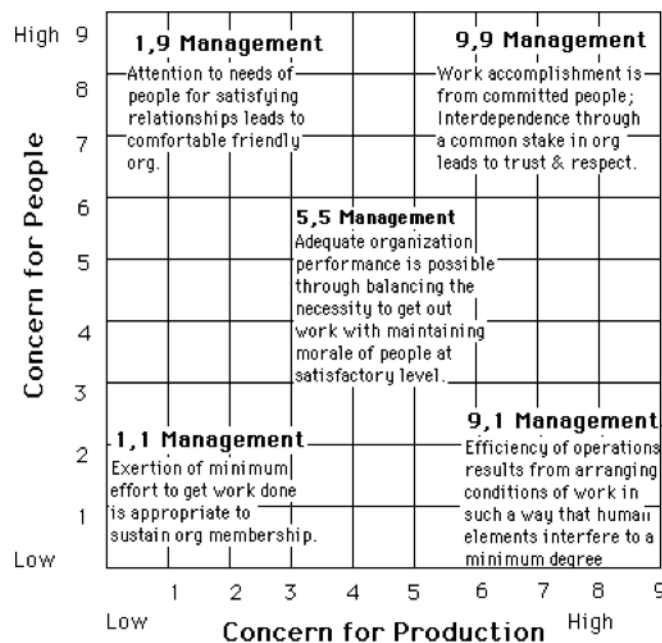 High 9
1,9 Management
Attention to needs of
people for satisfying
relationships leads to
comfortable friendly
org.
9,9 Management
Work accomplishment is
from committed people;
Interdependence through
a common stake in org
leads to trust & respect.
8
7
6
5,5 Management
Adequate organization
performance is possible
through balancing the
necessity to get out
work with maintaining
morale of people at
satisfactory level.
5
4
3
Concern for People
1,1 Management
Exertion of minimum
effort to get work done
is appropriate to
sustain org membership.
9,1 Management
Efficiency of operations
results from arranging
conditions of work in
such a way that human
elements interfere to a
minimum degree
2
1
Low
1 2 3 4 5 6 7 8 9
Low
High
Concern for Production